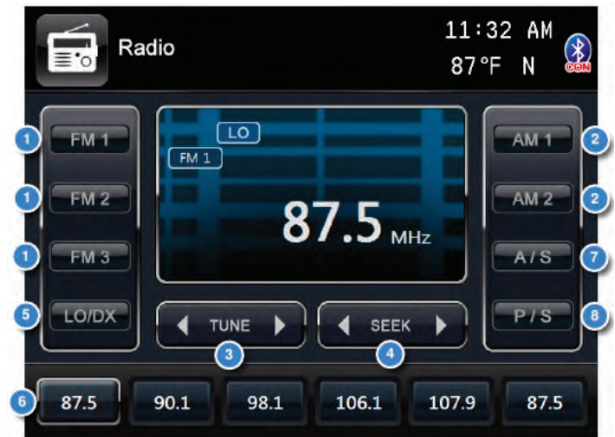 Radio
11:32 AM
87°F N
CON
1 FM 1
LO
FM 1
AM 1 2
1 FM 2
AM 2 2
87.5 MHz
1 FM 3
A / S 7
5 LO/DX
TUNE
SEEK
P / S 8
3
4
6 87.5 90.1 98.1 106.1 107.9 87.5